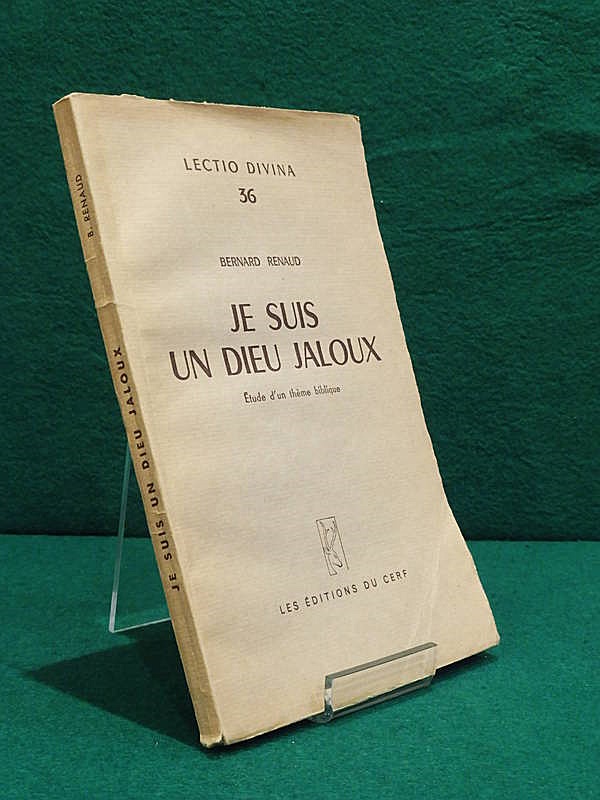 LECTIO DIVINA
36
BERNARD RENAUD
JE SUIS
UN DIEU JALOUX
Étude d'un thème biblique
LES ÉDITIONS DU CERF
B. RENAUD
JE SUIS UN DIEU JALOUX